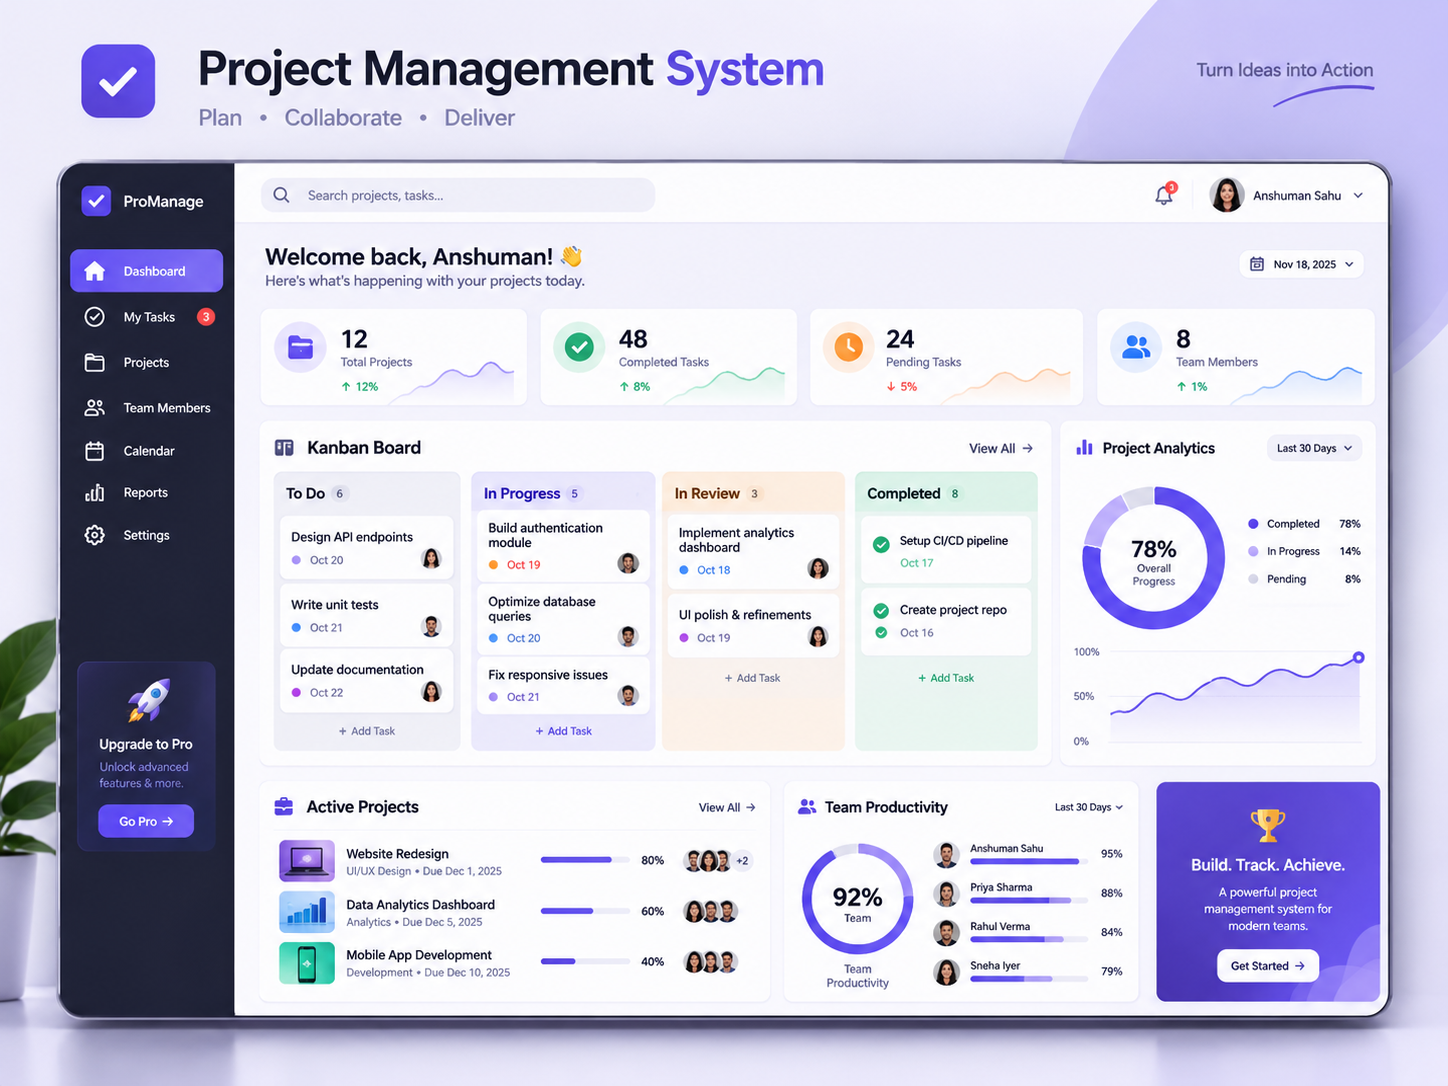 Project Management System
Plan • Collaborate • Deliver
Turn Ideas into Action
ProManage
Dashboard
My Tasks 3
Projects
Team Members
Calendar
Reports
Settings
Upgrade to Pro
Unlock advanced
features & more.
Go Pro →
Search projects, tasks...
3
Anshuman Sahu
Welcome back, Anshuman! 👋
Here's what's happening with your projects today.
Nov 18, 2025
12
Total Projects
↑ 12%
48
Completed Tasks
↑ 8%
24
Pending Tasks
↓ 5%
8
Team Members
↑ 1%
Kanban Board
View All →
To Do 6
Design API endpoints
Oct 20
Write unit tests
Oct 21
Update documentation
Oct 22
+ Add Task
In Progress 5
Build authentication
module
Oct 19
Optimize database
queries
Oct 20
Fix responsive issues
Oct 21
+ Add Task
In Review 3
Implement analytics
dashboard
Oct 18
UI polish & refinements
Oct 19
+ Add Task
Completed 8
Setup CI/CD pipeline
Oct 17
Create project repo
Oct 16
+ Add Task
Project Analytics
Last 30 Days
78%
Overall
Progress
Completed 78%
In Progress 14%
Pending 8%
100%
50%
0%
Active Projects
View All →
Website Redesign
UI/UX Design • Due Dec 1, 2025
80%
+2
Data Analytics Dashboard
Analytics • Due Dec 5, 2025
60%
Mobile App Development
Development • Due Dec 10, 2025
40%
Team Productivity
Last 30 Days
92%
Team
Team
Productivity
Anshuman Sahu
95%
Priya Sharma
88%
Rahul Verma
84%
Sneha Iyer
79%
Build. Track. Achieve.
A powerful project
management system for
modern teams.
Get Started →